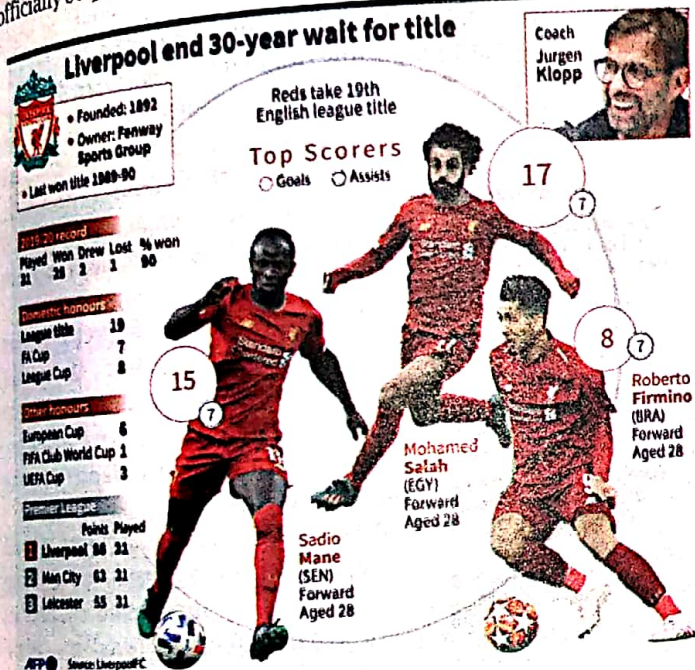 officially
Liverpool end 30-year wait for title
• Founded: 1892
• Owner: Fenway
Sports Group
• Last won title 1989-90
Reds take 19th
English league title
Top Scorers
Goals Assists
Coach
Jurgen
Klopp
17
7
2019-20 record
Played Won Drew Lost % won
31 28 2 1 90
Domestic honours
League title 19
FA Cup 7
League Cup 8
15
7
8
7
Roberto
Firmino
(BRA)
Forward
Aged 28
Other honours
European Cup 6
FIFA Club World Cup 1
UEFA Cup 3
Mohamed
Salah
(EGY)
Forward
Aged 28
Premier League
Points Played
1 Liverpool 86 31
2 Man City 63 31
3 Leicester 55 31
Sadio
Mane
(SEN)
Forward
Aged 28
AFP Source: LiverpoolFC